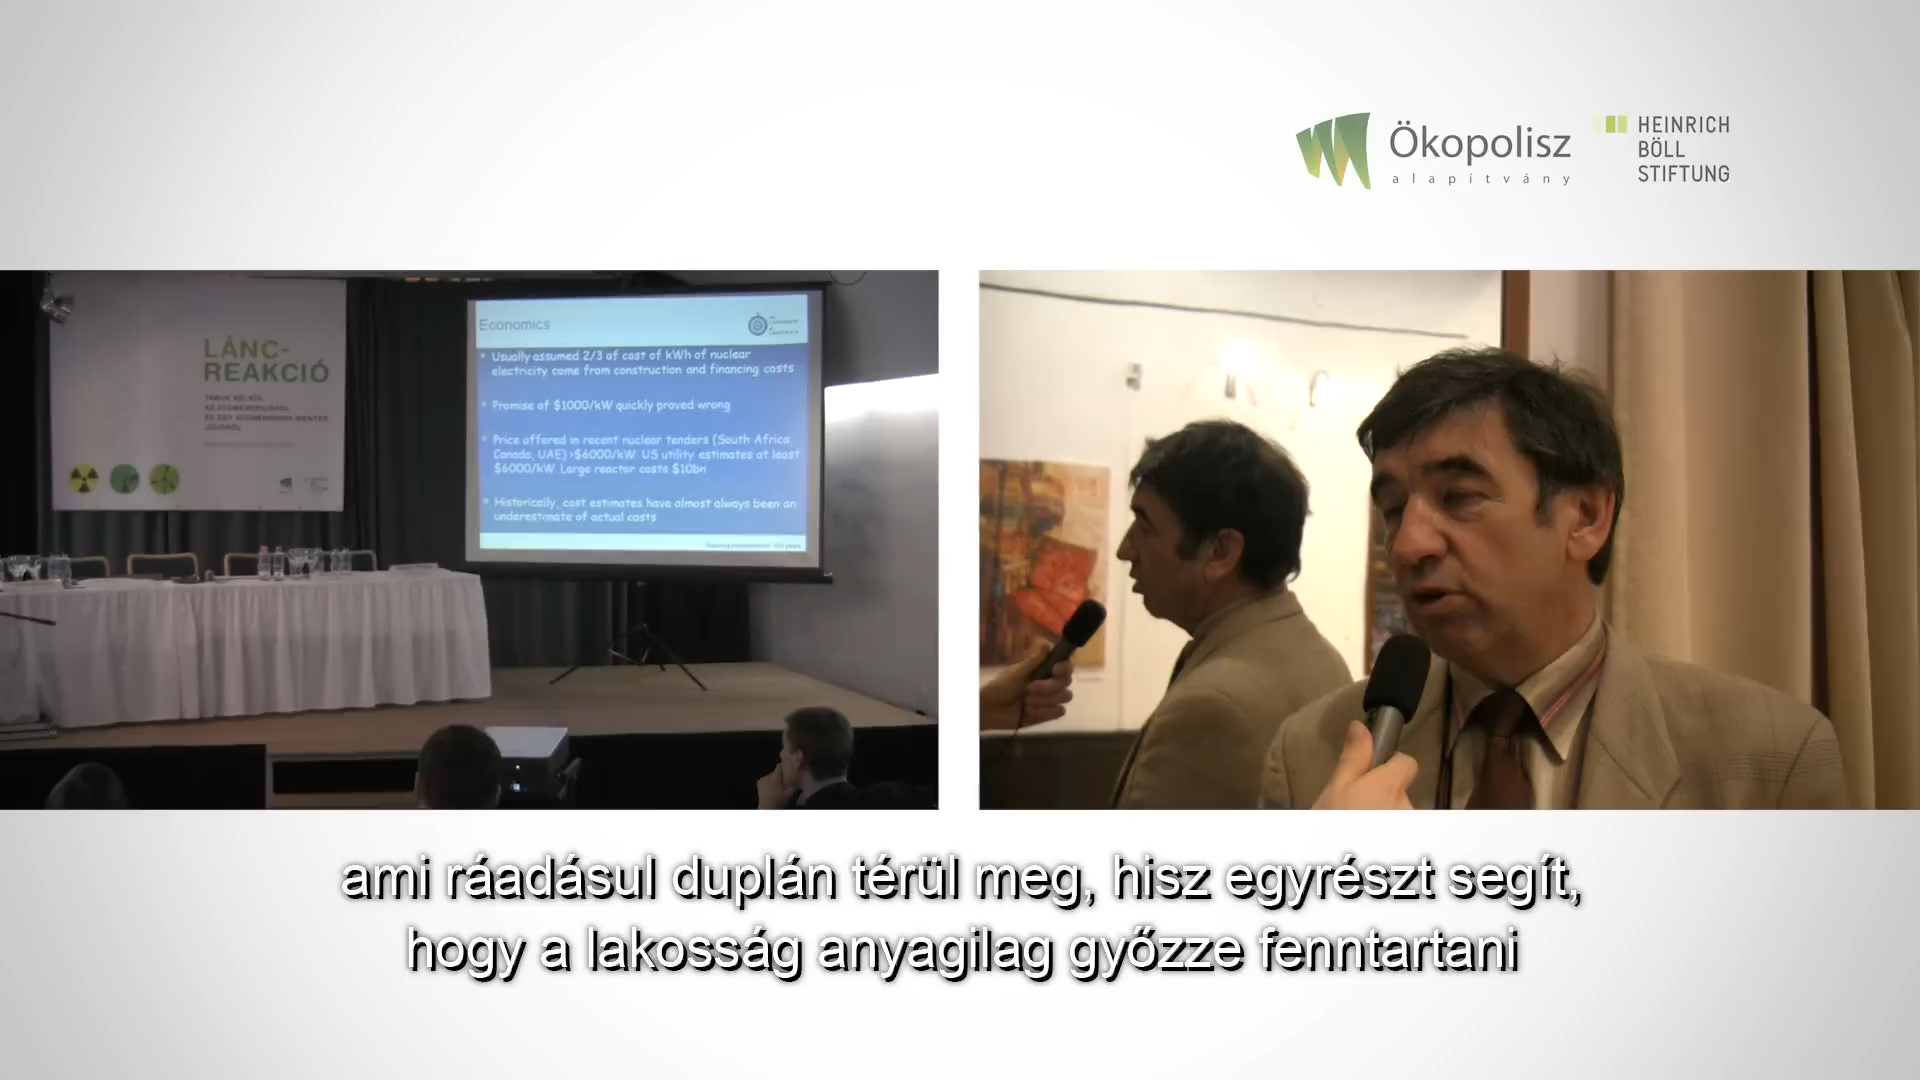 Ökopolisz
alapítvány
HEINRICH
BÖLL
STIFTUNG
LÁNC-
REAKCIÓ
Economics
Usually assumed 2/3 of cost of kWh of nuclear
electricity come from construction and financing costs
Promise of $1000/kW quickly proved wrong
Price offered in recent nuclear tenders (South Africa,
Canada, UAE) >$6000/kW. US utility estimates at least
$6000/kW. Large reactor costs $10bn
Historically, cost estimates have almost always been an
underestimate of actual costs
ami ráadásul duplán térül meg, hisz egyrészt segít,
hogy a lakosság anyagilag győzze fenntartani